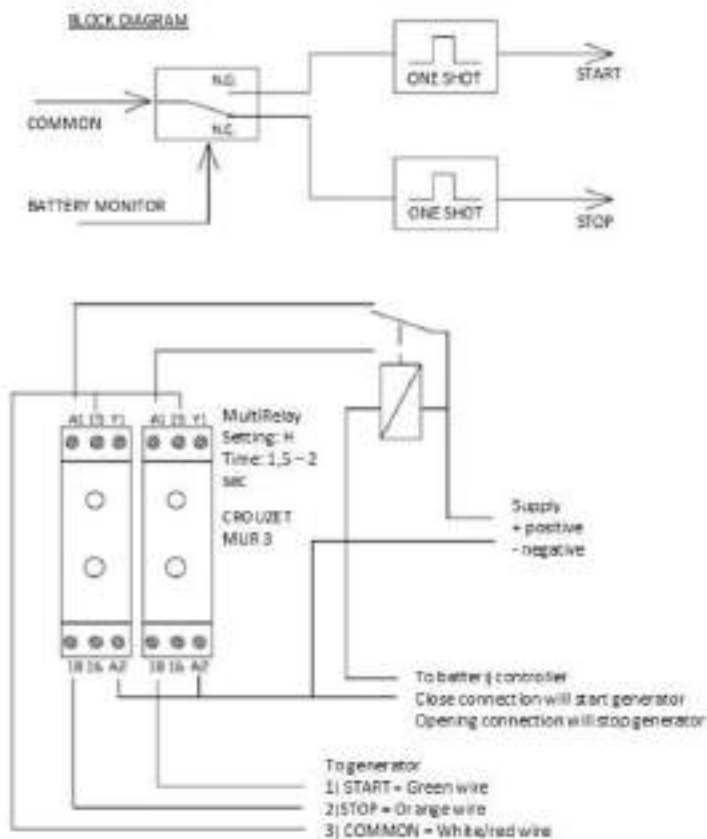 BLOCK DIAGRAM
N.O.
ONE SHOT
START
COMMON
N.C.
BATTERY MONITOR
ONE SHOT
STOP
A1 15 Y1 A1 15 Y1
MultiRelay
Setting: H
Time: 1,5 – 2
sec
CROUZET
MUR 3
Supply
+ positive
- negative
18 16 A2 18 16 A2
To batterij controller
Close connection will start generator
Opening connection will stop generator
To generator
1) START = Green wire
2)STOP = Orange wire
3) COMMON = White/red wire